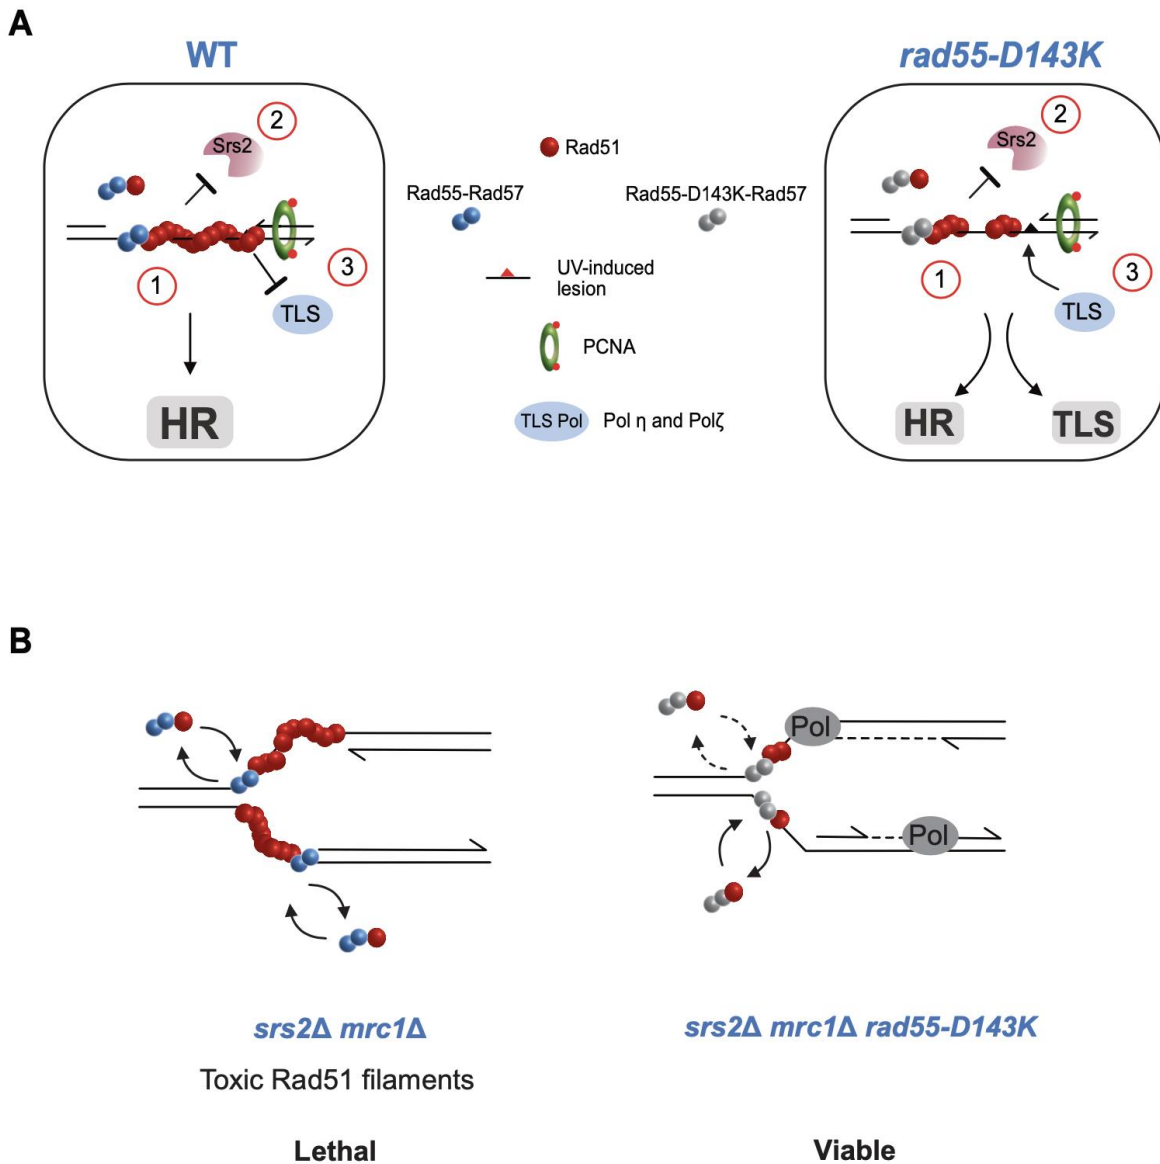 A
WT
rad55-D143K
2
Srs2
1
3
TLS
HR
Rad51
Rad55-Rad57
Rad55-D143K-Rad57
UV-induced
lesion
PCNA
TLS Pol
Pol η and Polζ
2
Srs2
1
3
TLS
HR
TLS
B
Pol
Pol
srs2Δ mrc1Δ
srs2Δ mrc1Δ rad55-D143K
Toxic Rad51 filaments
Lethal
Viable